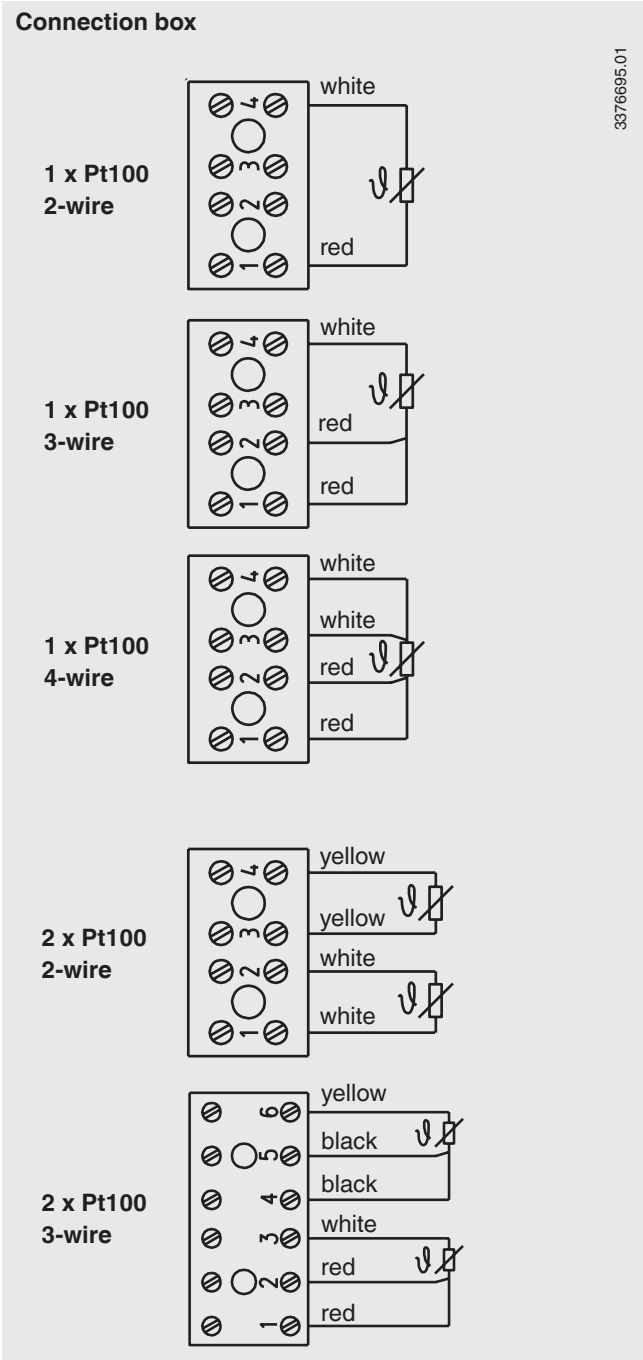 Connection box
3376695.01
1 x Pt100
2-wire
4
3
2
1
white
ϑ
red
1 x Pt100
3-wire
4
3
2
1
white
ϑ
red
red
1 x Pt100
4-wire
4
3
2
1
white
white
ϑ
red
red
2 x Pt100
2-wire
4
3
2
1
yellow
ϑ
yellow
white
ϑ
white
2 x Pt100
3-wire
6
5
4
3
2
1
yellow
ϑ
black
black
white
ϑ
red
red